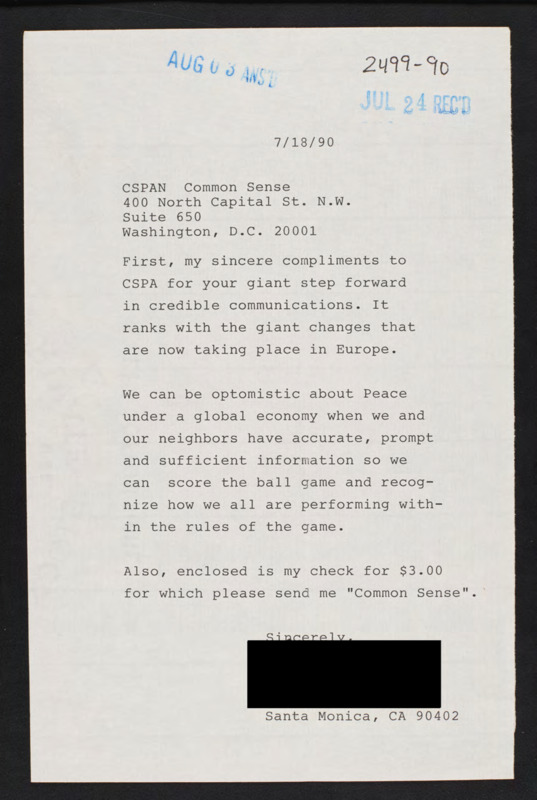 AUG 03 ANS'D
2499-90
JUL 24 REC'D
7/18/90
CSPAN  Common Sense
400 North Capital St. N.W.
Suite 650
Washington, D.C. 20001
First, my sincere compliments to
CSPA for your giant step forward
in credible communications. It
ranks with the giant changes that
are now taking place in Europe.
We can be optomistic about Peace
under a global economy when we and
our neighbors have accurate, prompt
and sufficient information so we
can  score the ball game and recog-
nize how we all are performing with-
in the rules of the game.
Also, enclosed is my check for $3.00
for which please send me "Common Sense".
Sincerely,
Santa Monica, CA 90402